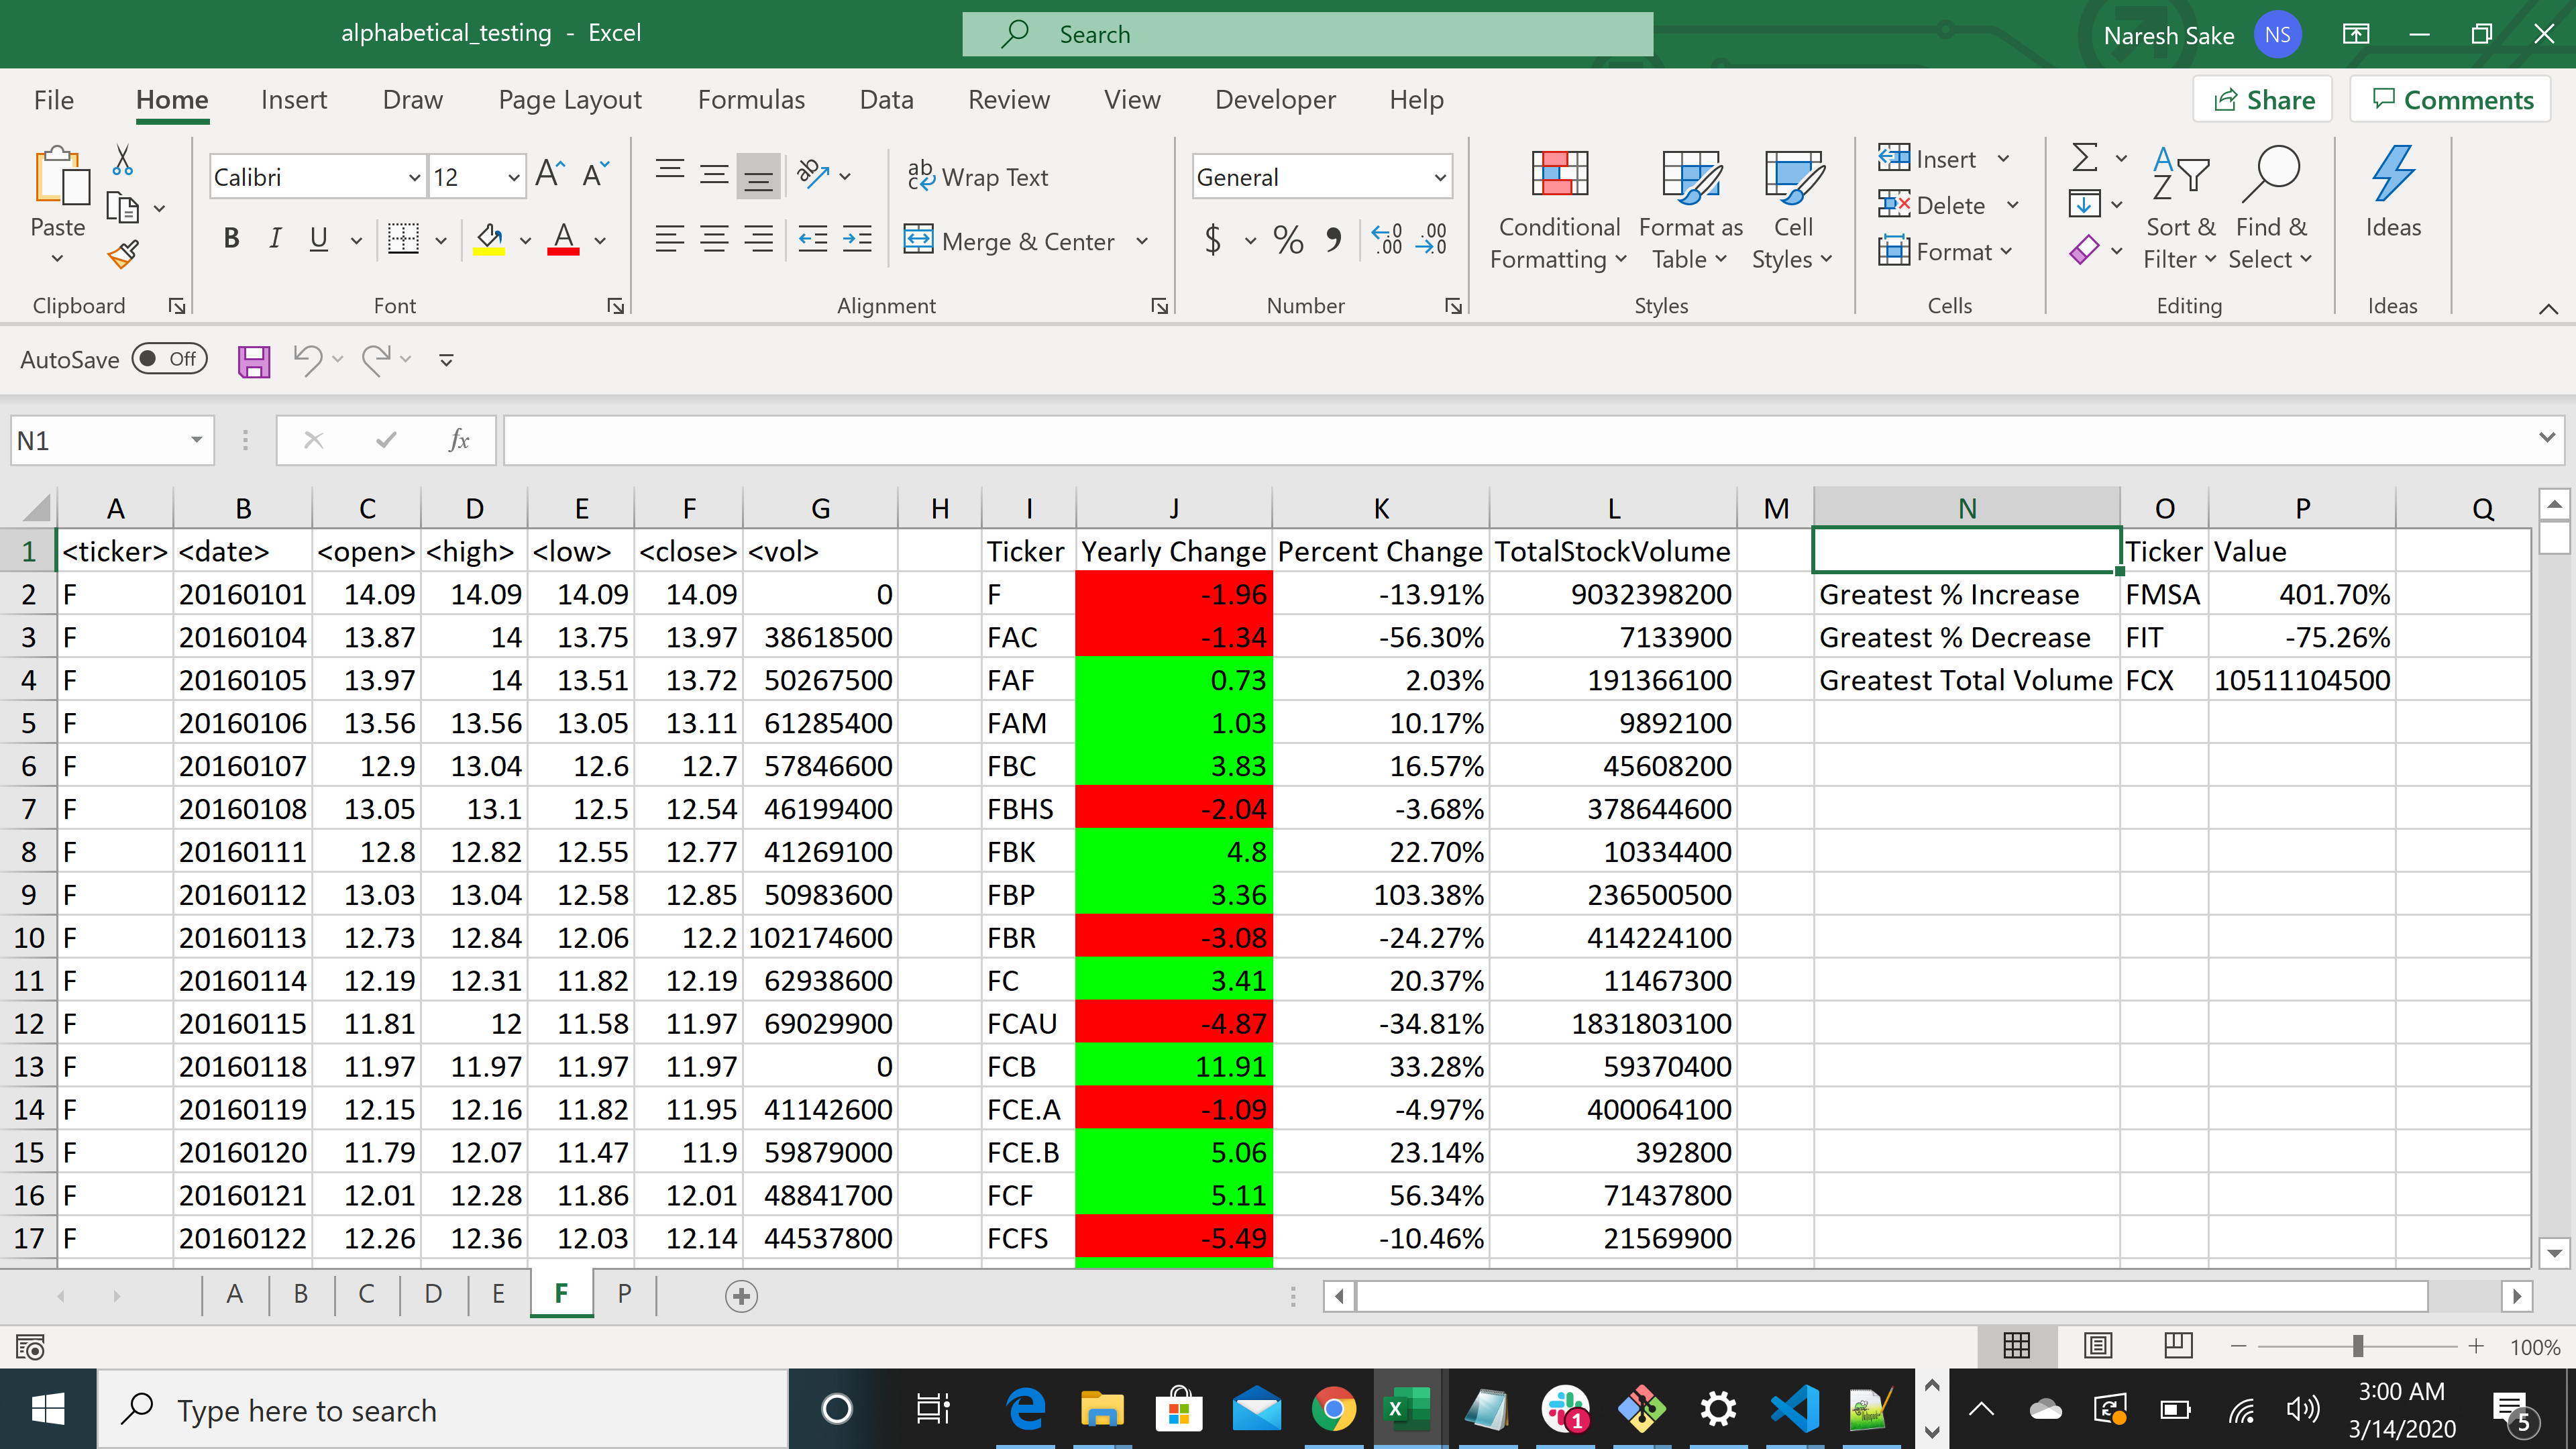 alphabetical_testing - Excel
Search
Naresh Sake NS
File Home Insert Draw Page Layout Formulas Data Review View Developer Help
Share Comments
Calibri 12
Wrap Text
General
Insert
Paste
Delete
B I U
Merge & Center
$ % , .00 .00
Conditional Formatting
Format as Table
Cell Styles
Format
Sort & Filter
Find & Select
Ideas
Clipboard Font Alignment Number Styles Cells Editing Ideas
AutoSave Off
N1 fx
A B C D E F G H I J K L M N O P Q
1 <ticker> <date> <open> <high> <low> <close> <vol> Ticker Yearly Change Percent Change TotalStockVolume Ticker Value
2 F 20160101 14.09 14.09 14.09 14.09 0 F -1.96 -13.91% 9032398200 Greatest % Increase FMSA 401.70%
3 F 20160104 13.87 14 13.75 13.97 38618500 FAC -1.34 -56.30% 7133900 Greatest % Decrease FIT -75.26%
4 F 20160105 13.97 14 13.51 13.72 50267500 FAF 0.73 2.03% 191366100 Greatest Total Volume FCX 10511104500
5 F 20160106 13.56 13.56 13.05 13.11 61285400 FAM 1.03 10.17% 9892100
6 F 20160107 12.9 13.04 12.6 12.7 57846600 FBC 3.83 16.57% 45608200
7 F 20160108 13.05 13.1 12.5 12.54 46199400 FBHS -2.04 -3.68% 378644600
8 F 20160111 12.8 12.82 12.55 12.77 41269100 FBK 4.8 22.70% 10334400
9 F 20160112 13.03 13.04 12.58 12.85 50983600 FBP 3.36 103.38% 236500500
10 F 20160113 12.73 12.84 12.06 12.2 102174600 FBR -3.08 -24.27% 414224100
11 F 20160114 12.19 12.31 11.82 12.19 62938600 FC 3.41 20.37% 11467300
12 F 20160115 11.81 12 11.58 11.97 69029900 FCAU -4.87 -34.81% 1831803100
13 F 20160118 11.97 11.97 11.97 11.97 0 FCB 11.91 33.28% 59370400
14 F 20160119 12.15 12.16 11.82 11.95 41142600 FCE.A -1.09 -4.97% 400064100
15 F 20160120 11.79 12.07 11.47 11.9 59879000 FCE.B 5.06 23.14% 392800
16 F 20160121 12.01 12.28 11.86 12.01 48841700 FCF 5.11 56.34% 71437800
17 F 20160122 12.26 12.36 12.03 12.14 44537800 FCFS -5.49 -10.46% 21569900
A B C D E F P
100%
Type here to search
1
3:00 AM
3/14/2020
5